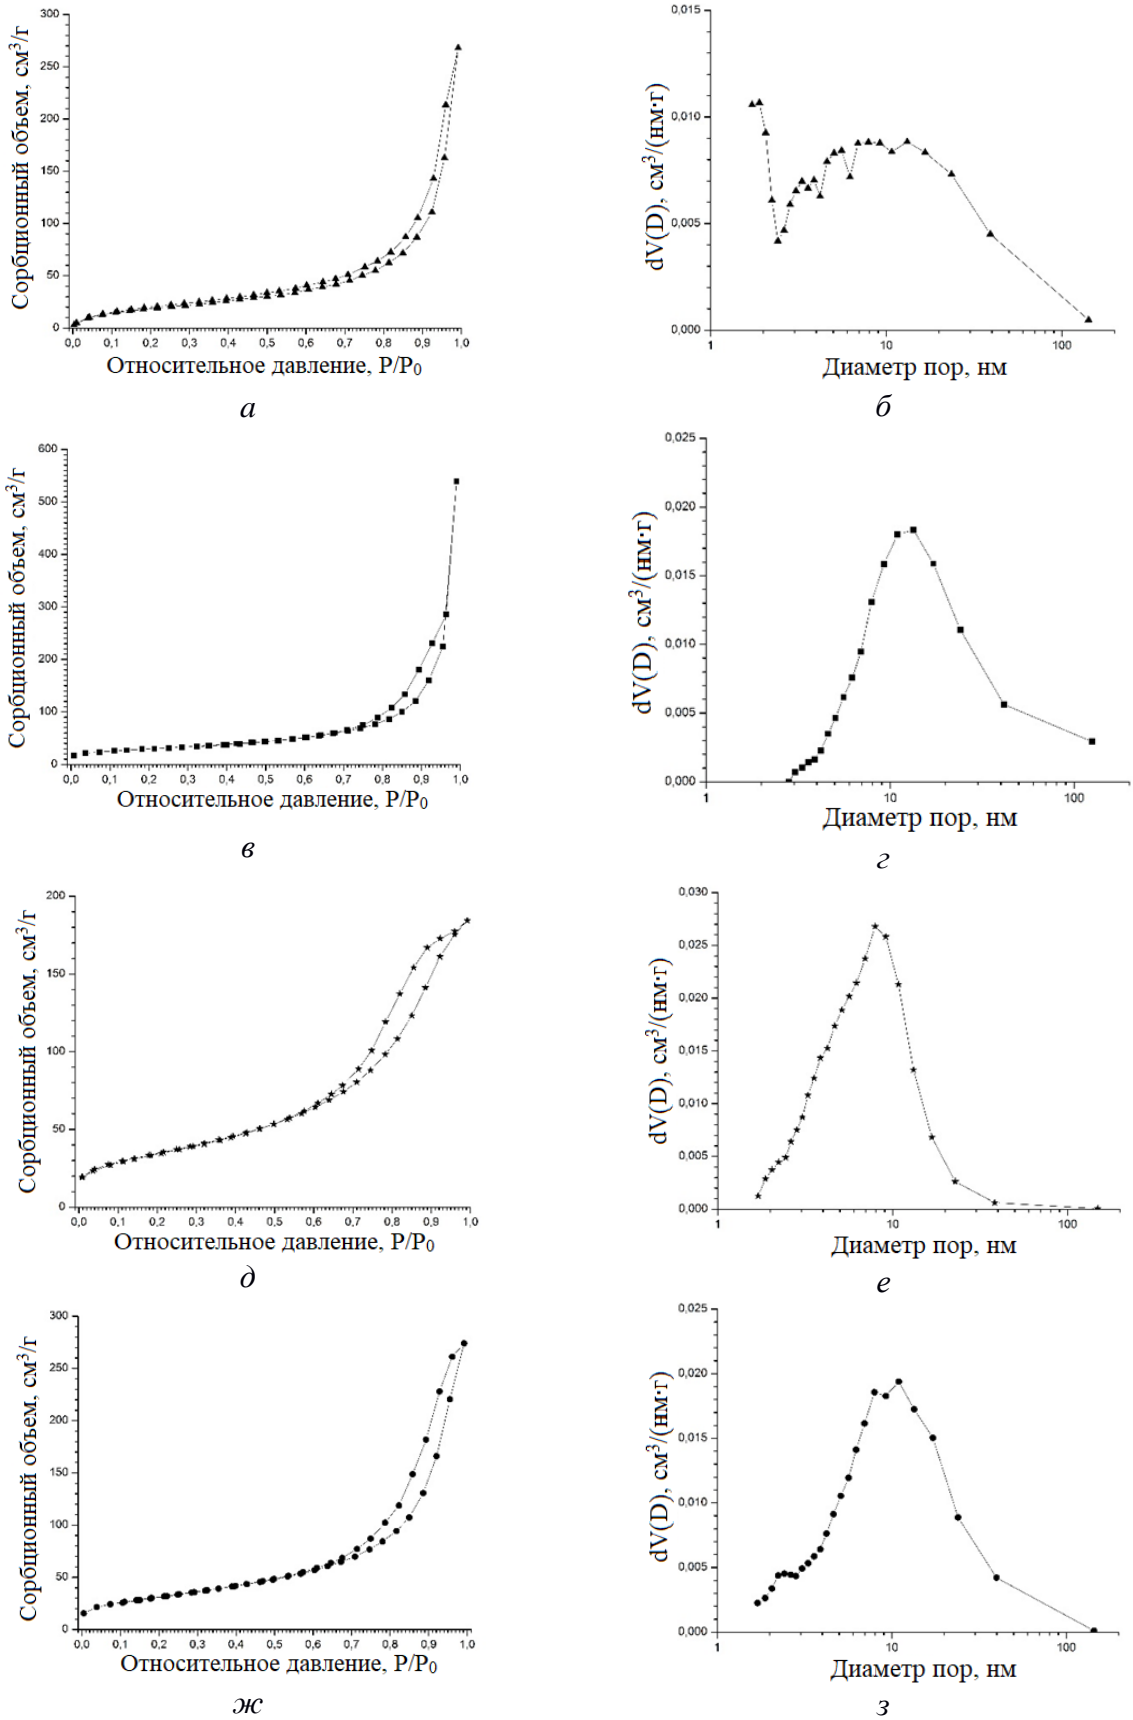 Сорбционный объем, см³/г
300
250
200
150
100
50
0
0,0 0,1 0,2 0,3 0,4 0,5 0,6 0,7 0,8 0,9 1,0
Относительное давление, P/P₀
а
dV(D), см³/(нм·г)
0,015
0,010
0,005
0,000
1 10 100
Диаметр пор, нм
б
Сорбционный объем, см³/г
600
500
400
300
200
100
0
0,0 0,1 0,2 0,3 0,4 0,5 0,6 0,7 0,8 0,9 1,0
Относительное давление, P/P₀
в
dV(D), см³/(нм·г)
0,025
0,020
0,015
0,010
0,005
0,000
1 10 100
Диаметр пор, нм
г
Сорбционный объем, см³/г
200
150
100
50
0
0,0 0,1 0,2 0,3 0,4 0,5 0,6 0,7 0,8 0,9 1,0
Относительное давление, P/P₀
д
dV(D), см³/(нм·г)
0,030
0,025
0,020
0,015
0,010
0,005
0,000
1 10 100
Диаметр пор, нм
е
Сорбционный объем, см³/г
300
250
200
150
100
50
0
0,0 0,1 0,2 0,3 0,4 0,5 0,6 0,7 0,8 0,9 1,0
Относительное давление, P/P₀
ж
dV(D), см³/(нм·г)
0,025
0,020
0,015
0,010
0,005
0,000
1 10 100
Диаметр пор, нм
з